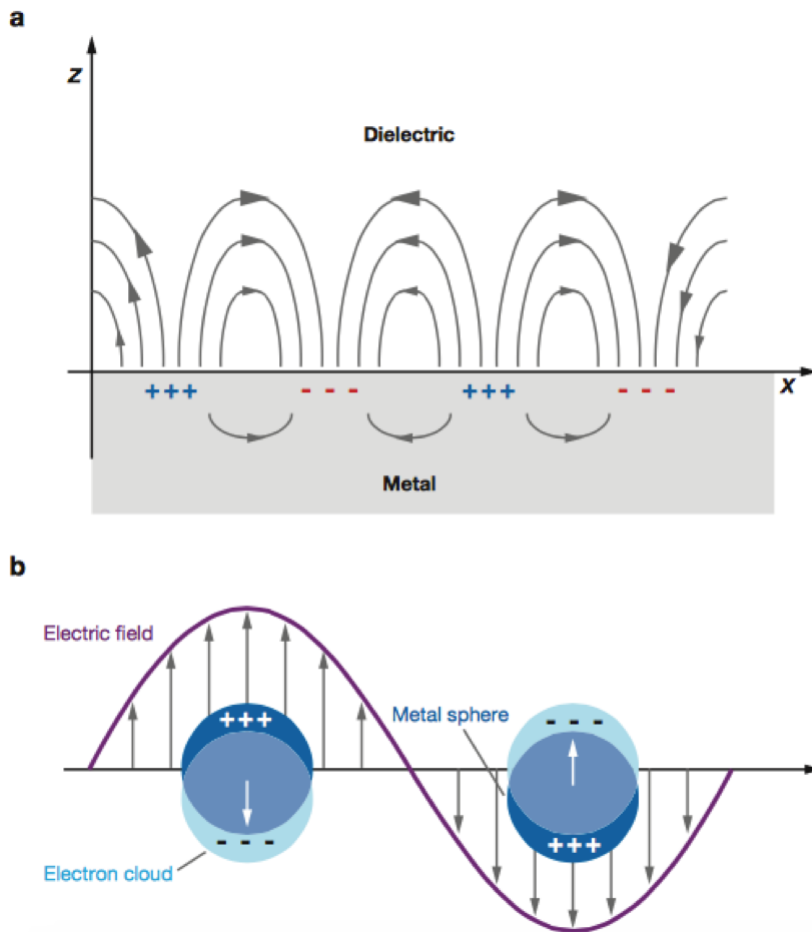 a
z
Dielectric
+++ - - - +++ - - -
x
Metal
b
Electric field
Metal sphere
+++
- - -
- - -
+++
Electron cloud